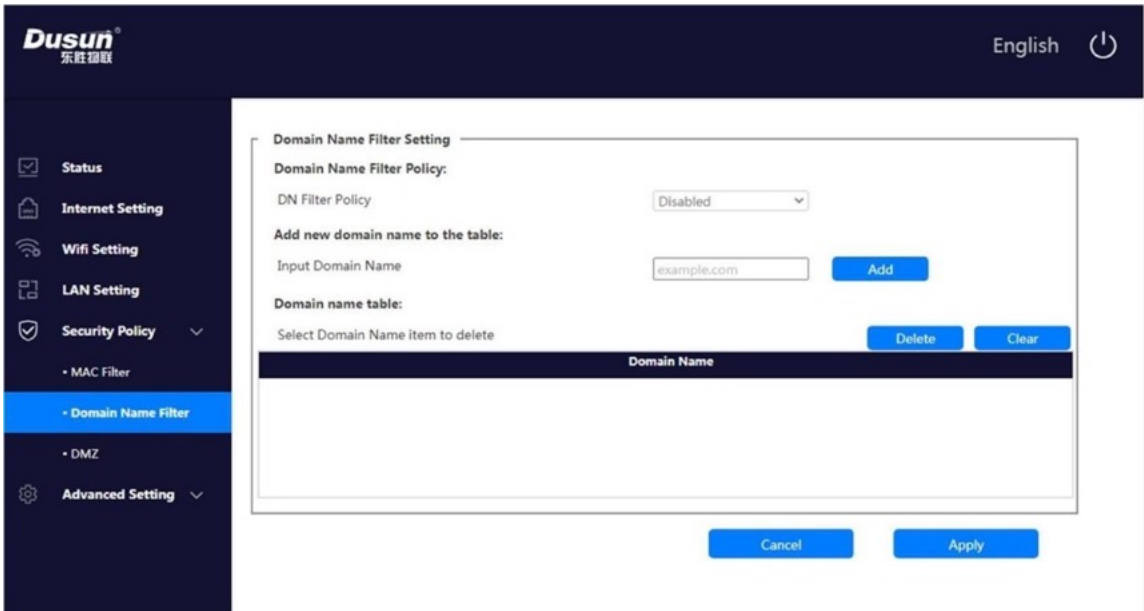 Dusun®
东胜物联
English
Status
Internet Setting
Wifi Setting
LAN Setting
Security Policy
• MAC Filter
• Domain Name Filter
• DMZ
Advanced Setting
Domain Name Filter Setting
Domain Name Filter Policy:
DN Filter Policy
Disabled
Add new domain name to the table:
Input Domain Name
example.com
Add
Domain name table:
Select Domain Name item to delete
Delete
Clear
Domain Name
Cancel
Apply